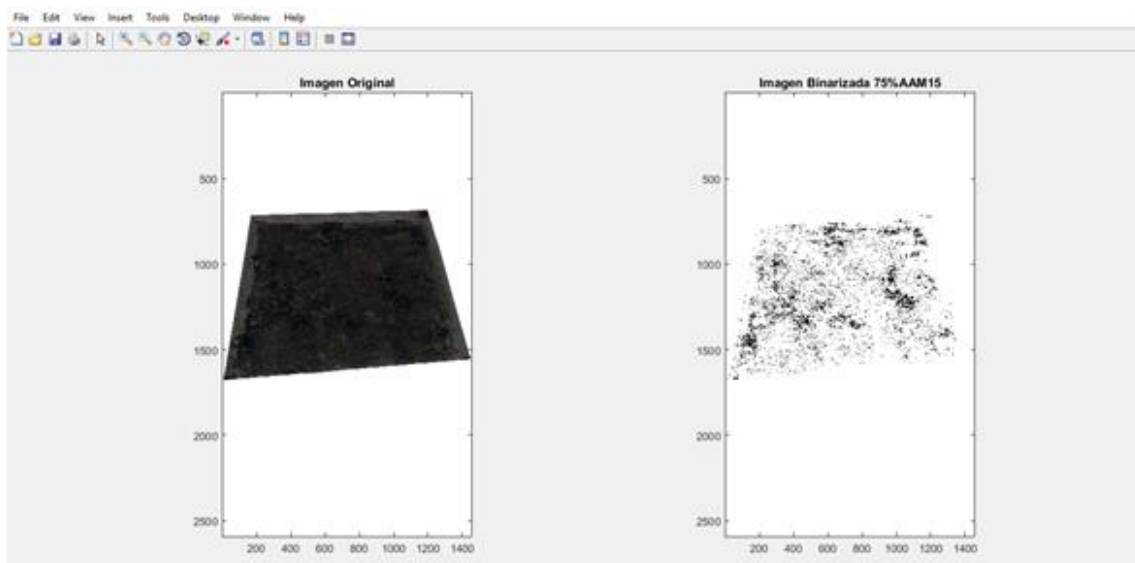 File Edit View Insert Tools Desktop Window Help
Imagen Original
500
1000
1500
2000
2500
200 400 600 800 1000 1200 1400
Imagen Binarizada 75%AAM15
500
1000
1500
2000
2500
200 400 600 800 1000 1200 1400